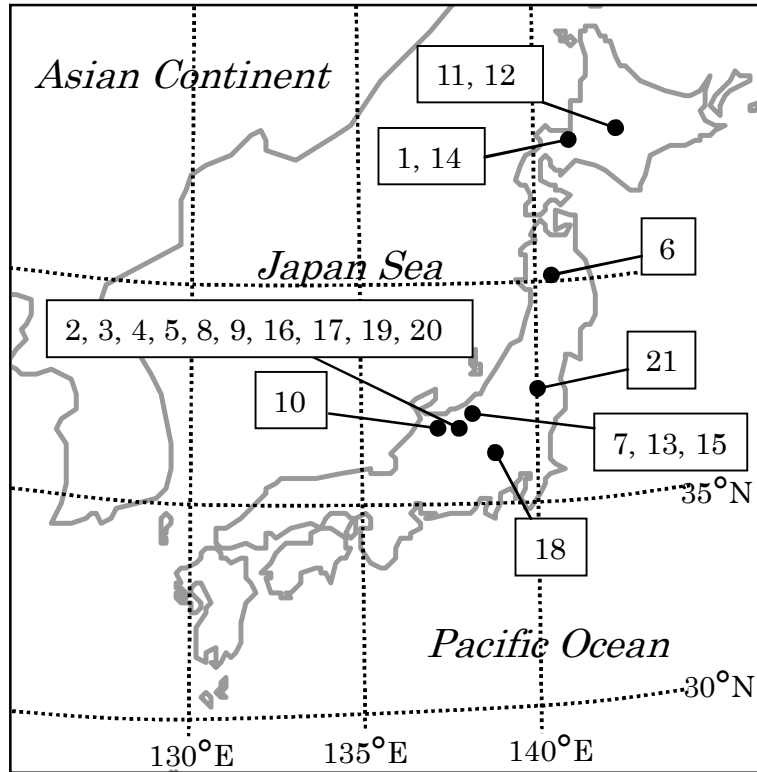 Asian Continent
11, 12
1, 14
6
Japan Sea
2, 3, 4, 5, 8, 9, 16, 17, 19, 20
21
10
7, 13, 15
35°N
18
Pacific Ocean
30°N
130°E
135°E
140°E